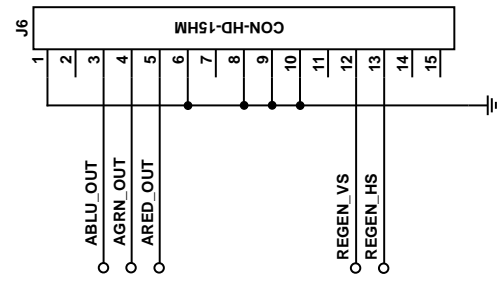 J6
CON-HD-15HM
1 2 3 4 5 6 7 8 9 10 11 12 13 14 15
ABLU_OUT
AGRN_OUT
ARED_OUT
REGEN_VS
REGEN_HS